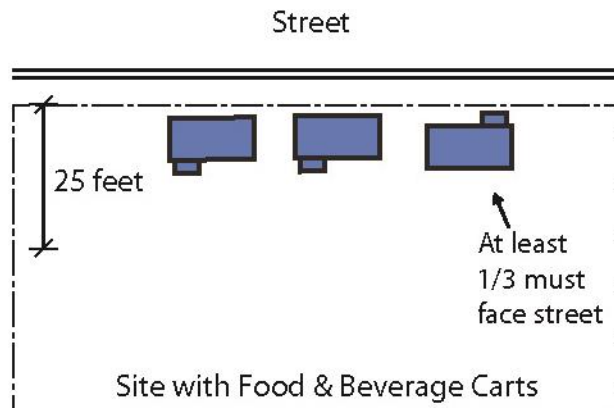 Street
25 feet
At least
1/3 must
face street
Site with Food & Beverage Carts